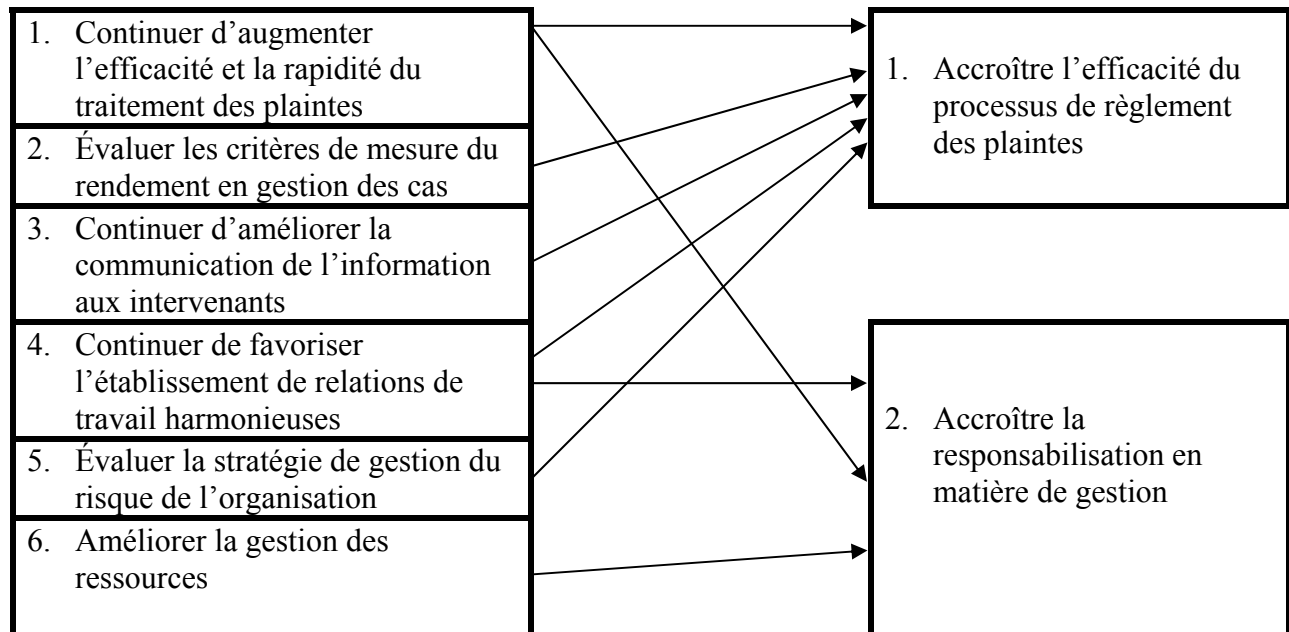 1. Continuer d’augmenter
l’efficacité et la rapidité du
traitement des plaintes
2. Évaluer les critères de mesure du
rendement en gestion des cas
3. Continuer d’améliorer la
communication de l’information
aux intervenants
4. Continuer de favoriser
l’établissement de relations de
travail harmonieuses
5. Évaluer la stratégie de gestion du
risque de l’organisation
6. Améliorer la gestion des
ressources
1. Accroître l’efficacité du
processus de règlement
des plaintes
2. Accroître la
responsabilisation en
matière de gestion